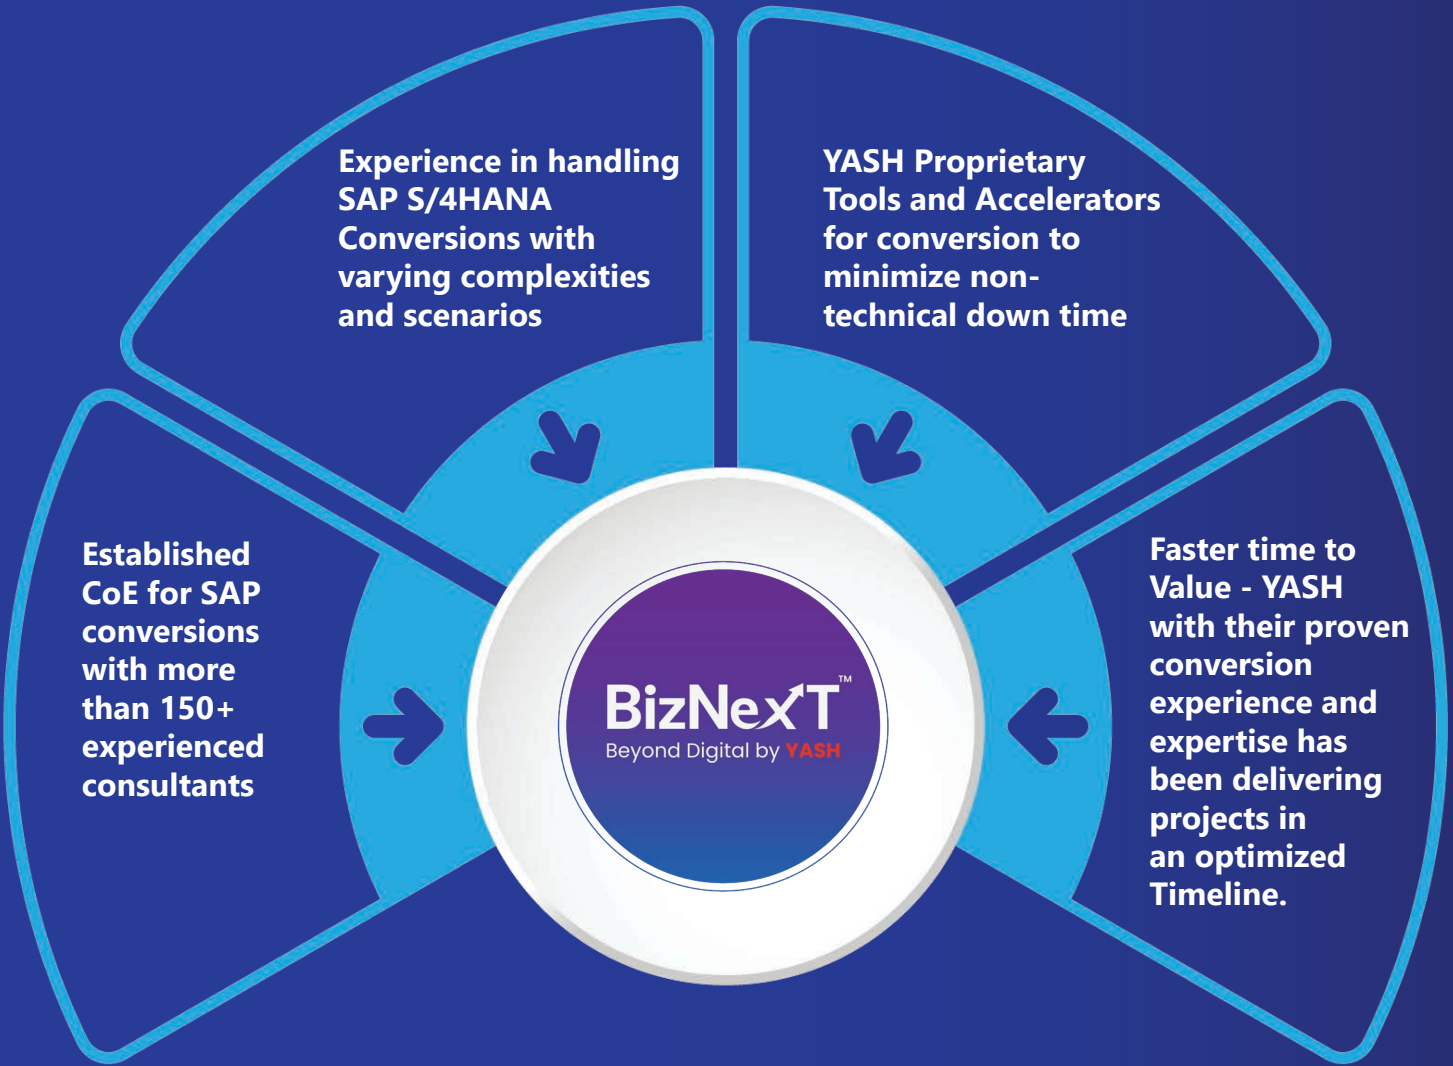 Experience in handling
SAP S/4HANA
Conversions with
varying complexities
and scenarios
YASH Proprietary
Tools and Accelerators
for conversion to
minimize non-
technical down time
Established
CoE for SAP
conversions
with more
than 150+
experienced
consultants
BizNexT™
Beyond Digital by YASH
Faster time to
Value - YASH
with their proven
conversion
experience and
expertise has
been delivering
projects in
an optimized
Timeline.